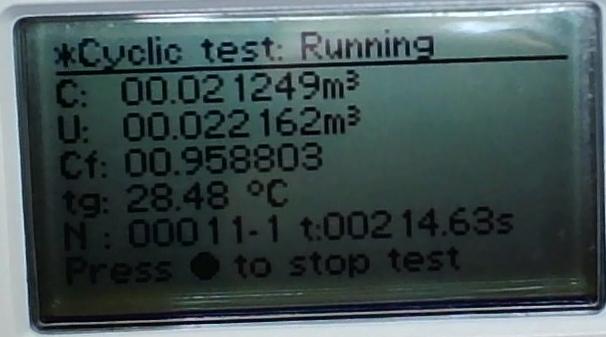 *Cyclic test: Running
C: 00.021249m³
U: 00.022162m³
Cf: 00.958803
tg: 28.48 °C
N : 00011-1 t:00214.63s
Press ● to stop test